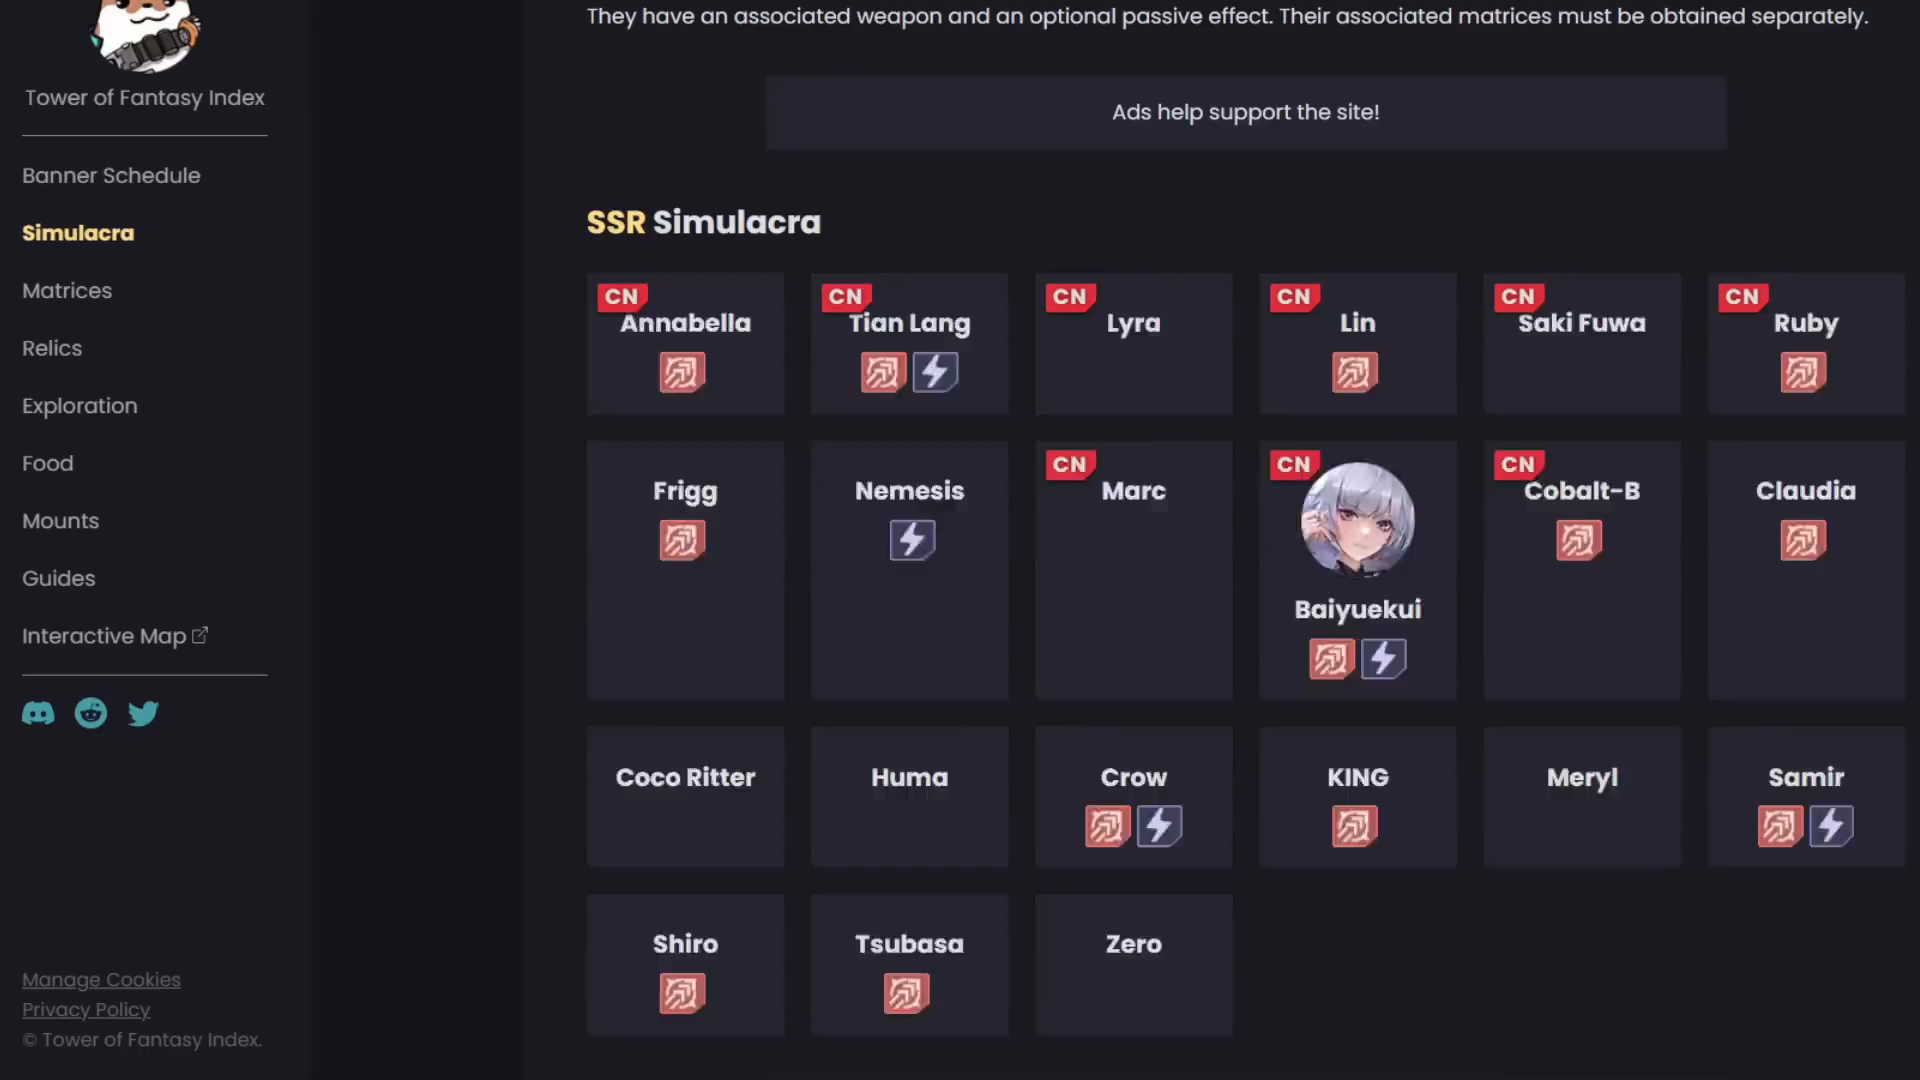 They have an associated weapon and an optional passive effect. Their associated matrices must be obtained separately.
Tower of Fantasy Index
Banner Schedule
Simulacra
Matrices
Relics
Exploration
Food
Mounts
Guides
Interactive Map
Manage Cookies
Privacy Policy
© Tower of Fantasy Index.
Ads help support the site!
SSR Simulacra
CN
Annabella
CN
Tian Lang
CN
Lyra
CN
Lin
CN
Saki Fuwa
CN
Ruby
Frigg
Nemesis
CN
Marc
CN
Baiyuekui
CN
Cobalt-B
Claudia
Coco Ritter
Huma
Crow
KING
Meryl
Samir
Shiro
Tsubasa
Zero